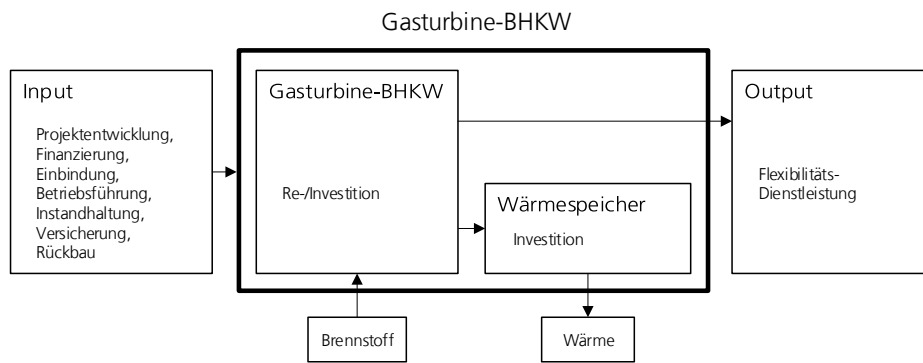 Gasturbine-BHKW
Input
Projektentwicklung,
Finanzierung,
Einbindung,
Betriebsführung,
Instandhaltung,
Versicherung,
Rückbau
Gasturbine-BHKW
Re-/Investition
Wärmespeicher
Investition
Output
Flexibilitäts-
Dienstleistung
Brennstoff
Wärme